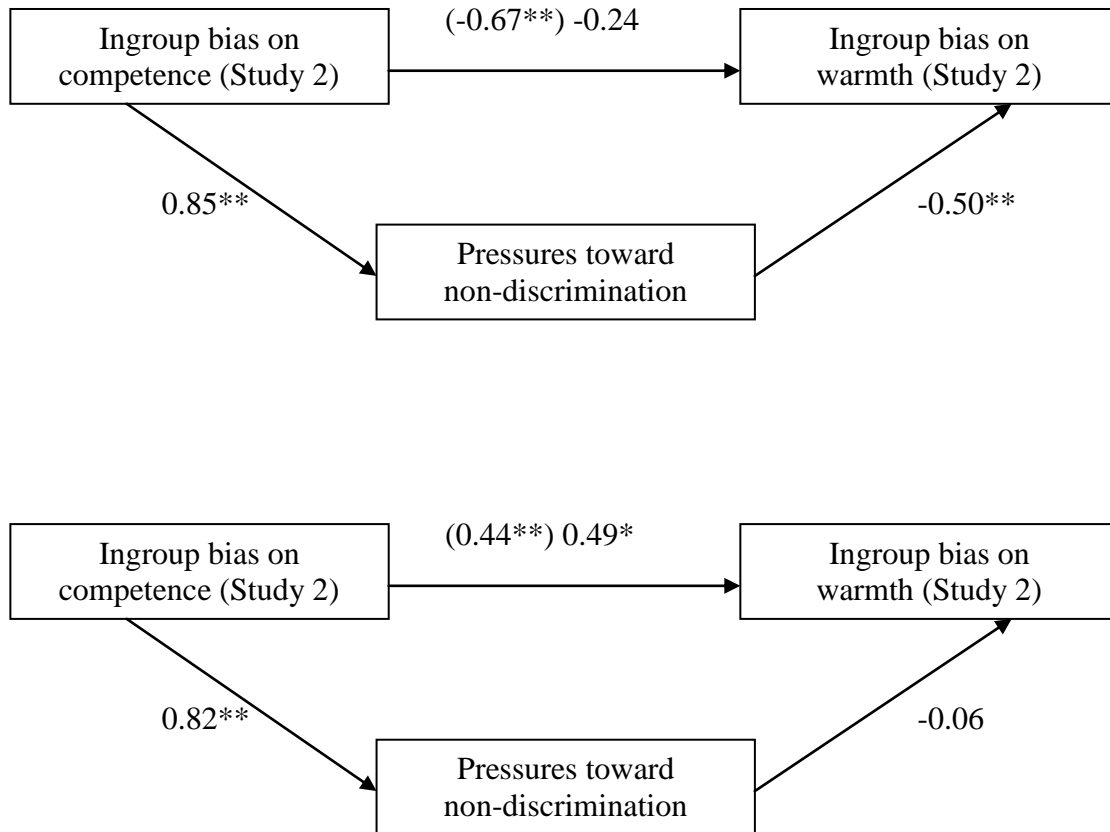 (-0.67**) -0.24
Ingroup bias on
competence (Study 2)
Ingroup bias on
warmth (Study 2)
0.85**
-0.50**
Pressures toward
non-discrimination
(0.44**) 0.49*
Ingroup bias on
competence (Study 2)
Ingroup bias on
warmth (Study 2)
0.82**
-0.06
Pressures toward
non-discrimination